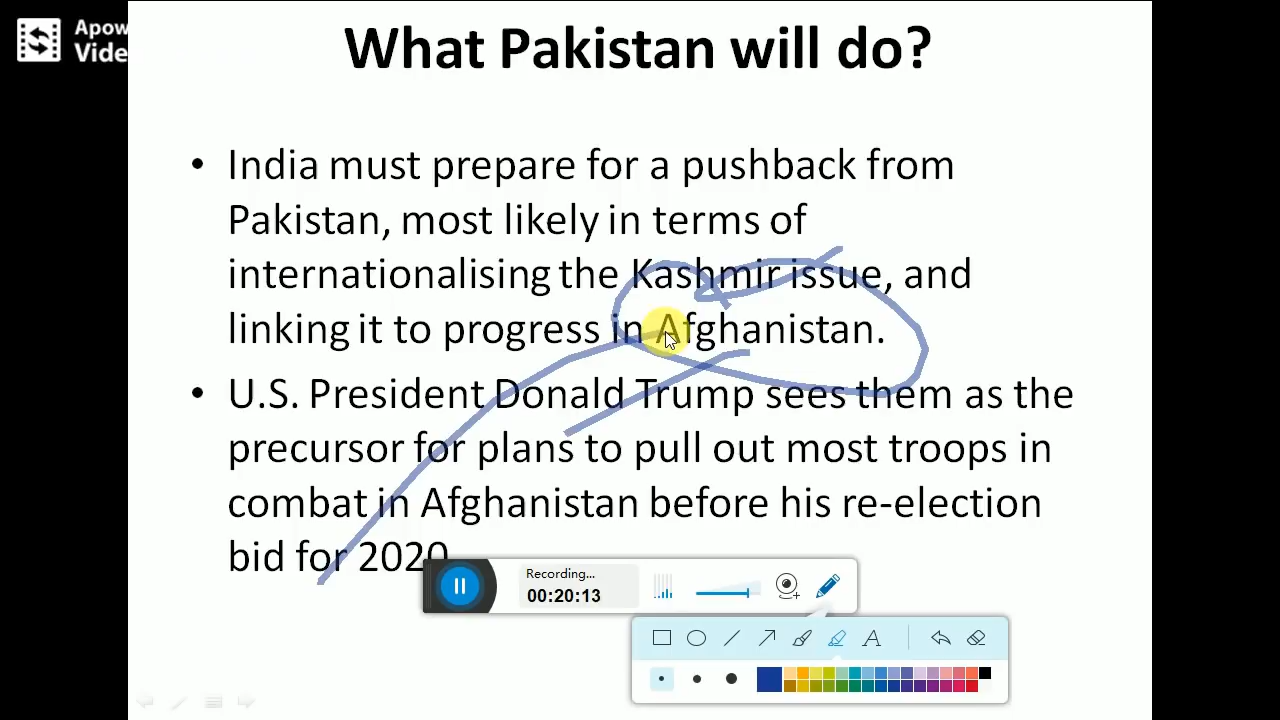 Apow
Vide
What Pakistan will do?
• India must prepare for a pushback from
Pakistan, most likely in terms of
internationalising the Kashmir issue, and
linking it to progress in Afghanistan.
• U.S. President Donald Trump sees them as the
precursor for plans to pull out most troops in
combat in Afghanistan before his re-election
bid for 2020
Recording...
00:20:13
A